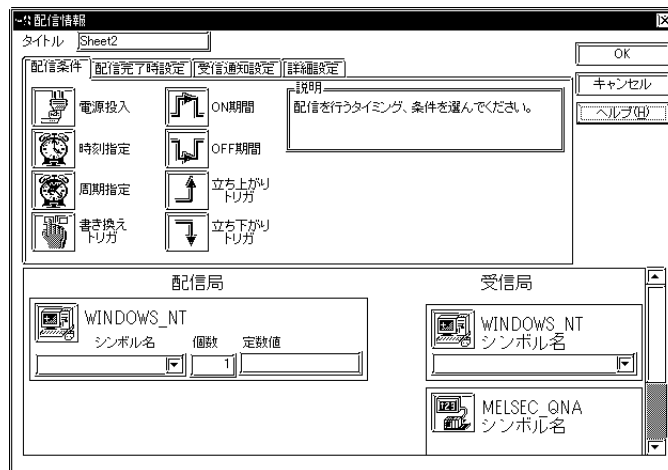 配信情報
タイトル Sheet2
OK
キャンセル
ヘルプ(H)
配信条件 配信完了時設定 受信通知設定 詳細設定
説明
配信を行うタイミング、条件を選んでください。
電源投入 ON期間
時刻指定 OFF期間
周期指定 立ち上がり
トリガ
書き換え
トリガ 立ち下がり
トリガ
配信局 受信局
WINDOWS_NT
シンボル名 個数 定数値
1
WINDOWS_NT
シンボル名
MELSEC_QNA
シンボル名